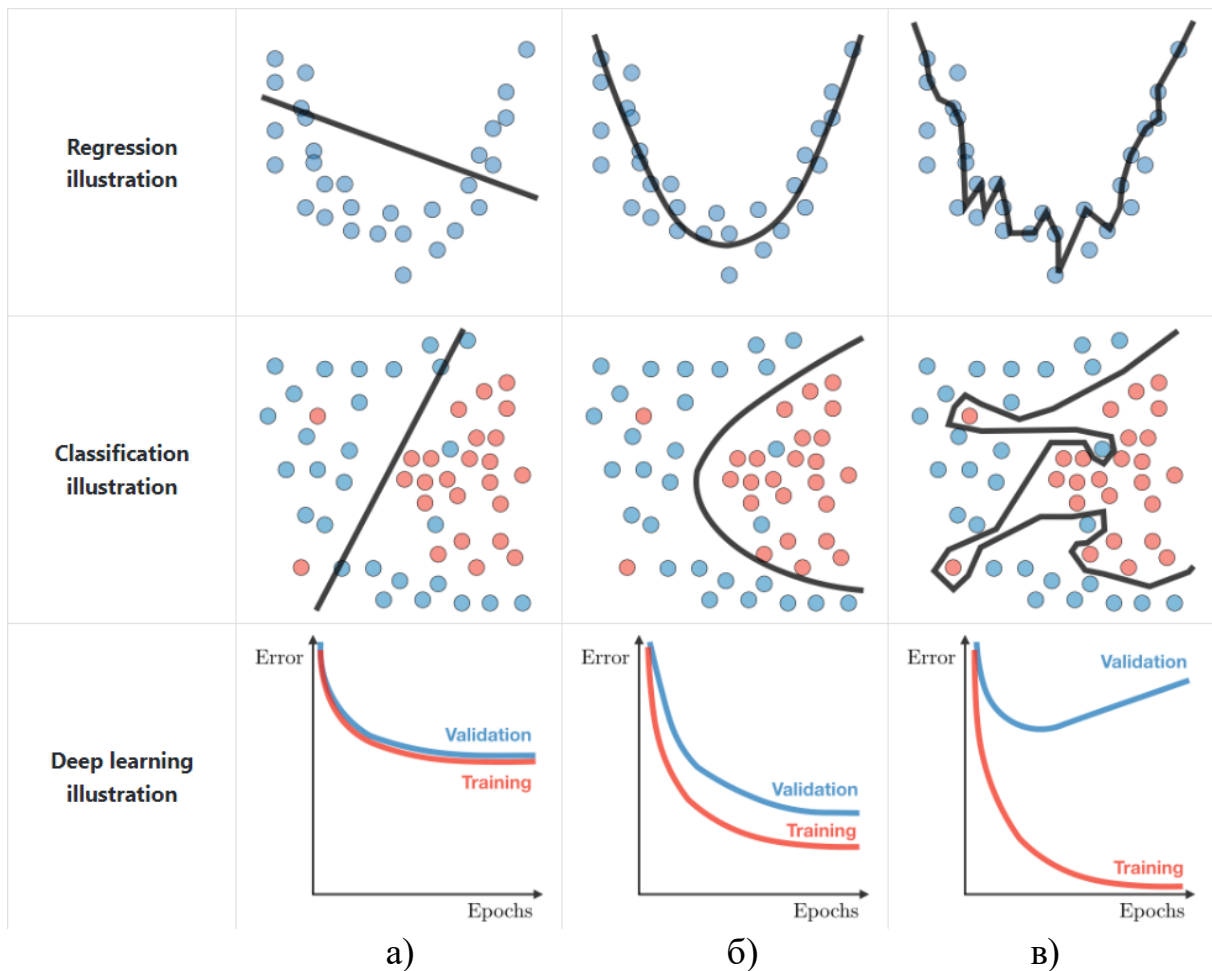 Regression
illustration
Classification
illustration
Deep learning
illustration
Error
Validation
Training
Epochs
Error
Validation
Training
Epochs
Error
Validation
Training
Epochs
а)
б)
в)